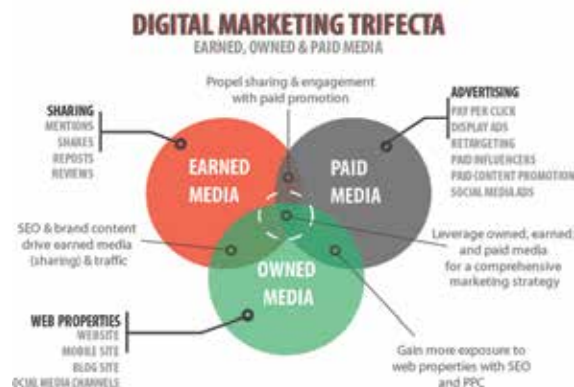 DIGITAL MARKETING TRIFECTA
EARNED, OWNED & PAID MEDIA
Propel sharing & engagement
with paid promotion
SHARING
MENTIONS
SHARES
REPOSTS
REVIEWS
ADVERTISING
PAY PER CLICK
DISPLAY ADS
RETARGETING
PAID INFLUENCERS
PAID CONTENT PROMOTION
SOCIAL MEDIA ADS
EARNED
MEDIA
PAID
MEDIA
OWNED
MEDIA
SEO & brand content
drive earned media
(sharing) & traffic
Leverage owned, earned,
and paid media
for a comprehensive
marketing strategy
WEB PROPERTIES
WEBSITE
MOBILE SITE
BLOG SITE
OCIAL MEDIA CHANNELS
Gain more exposure to
web properties with SEO
and PPC